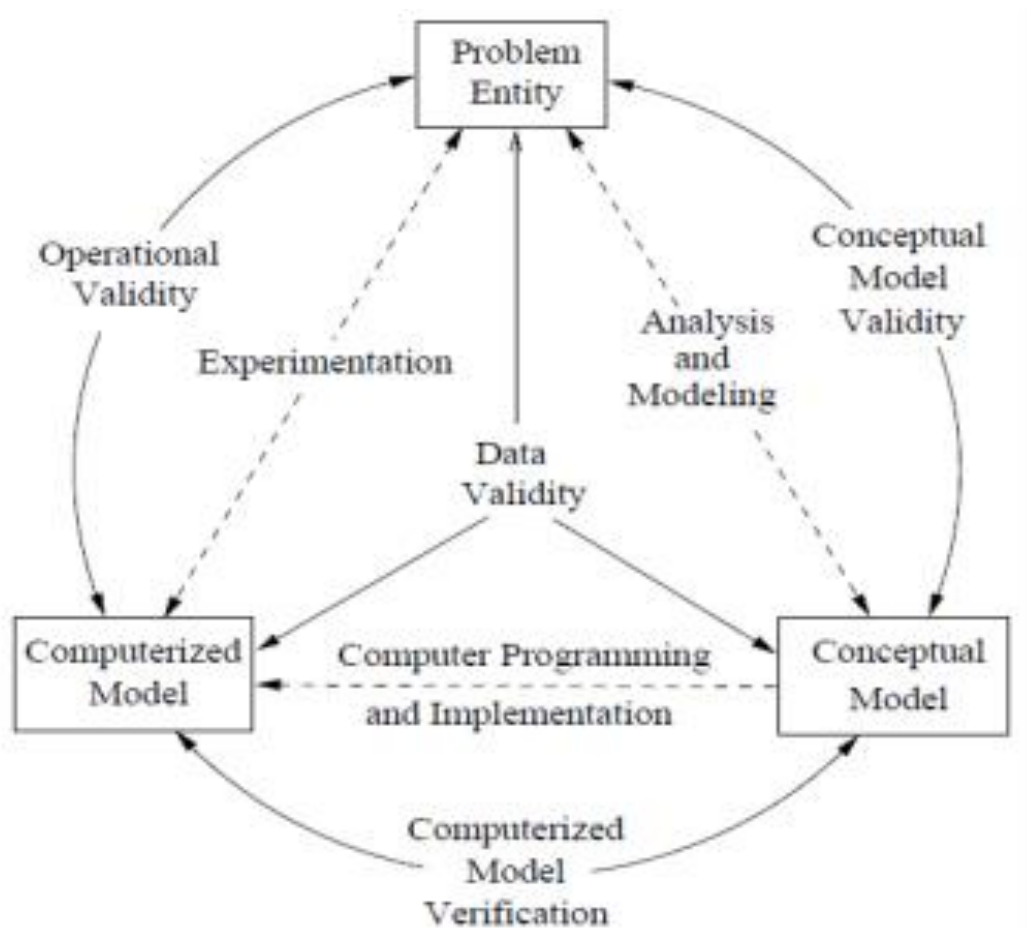 Problem
Entity
Operational
Validity
Conceptual
Model
Validity
Experimentation
Analysis
and
Modeling
Data
Validity
Computerized
Model
Computer Programming
and Implementation
Conceptual
Model
Computerized
Model
Verification